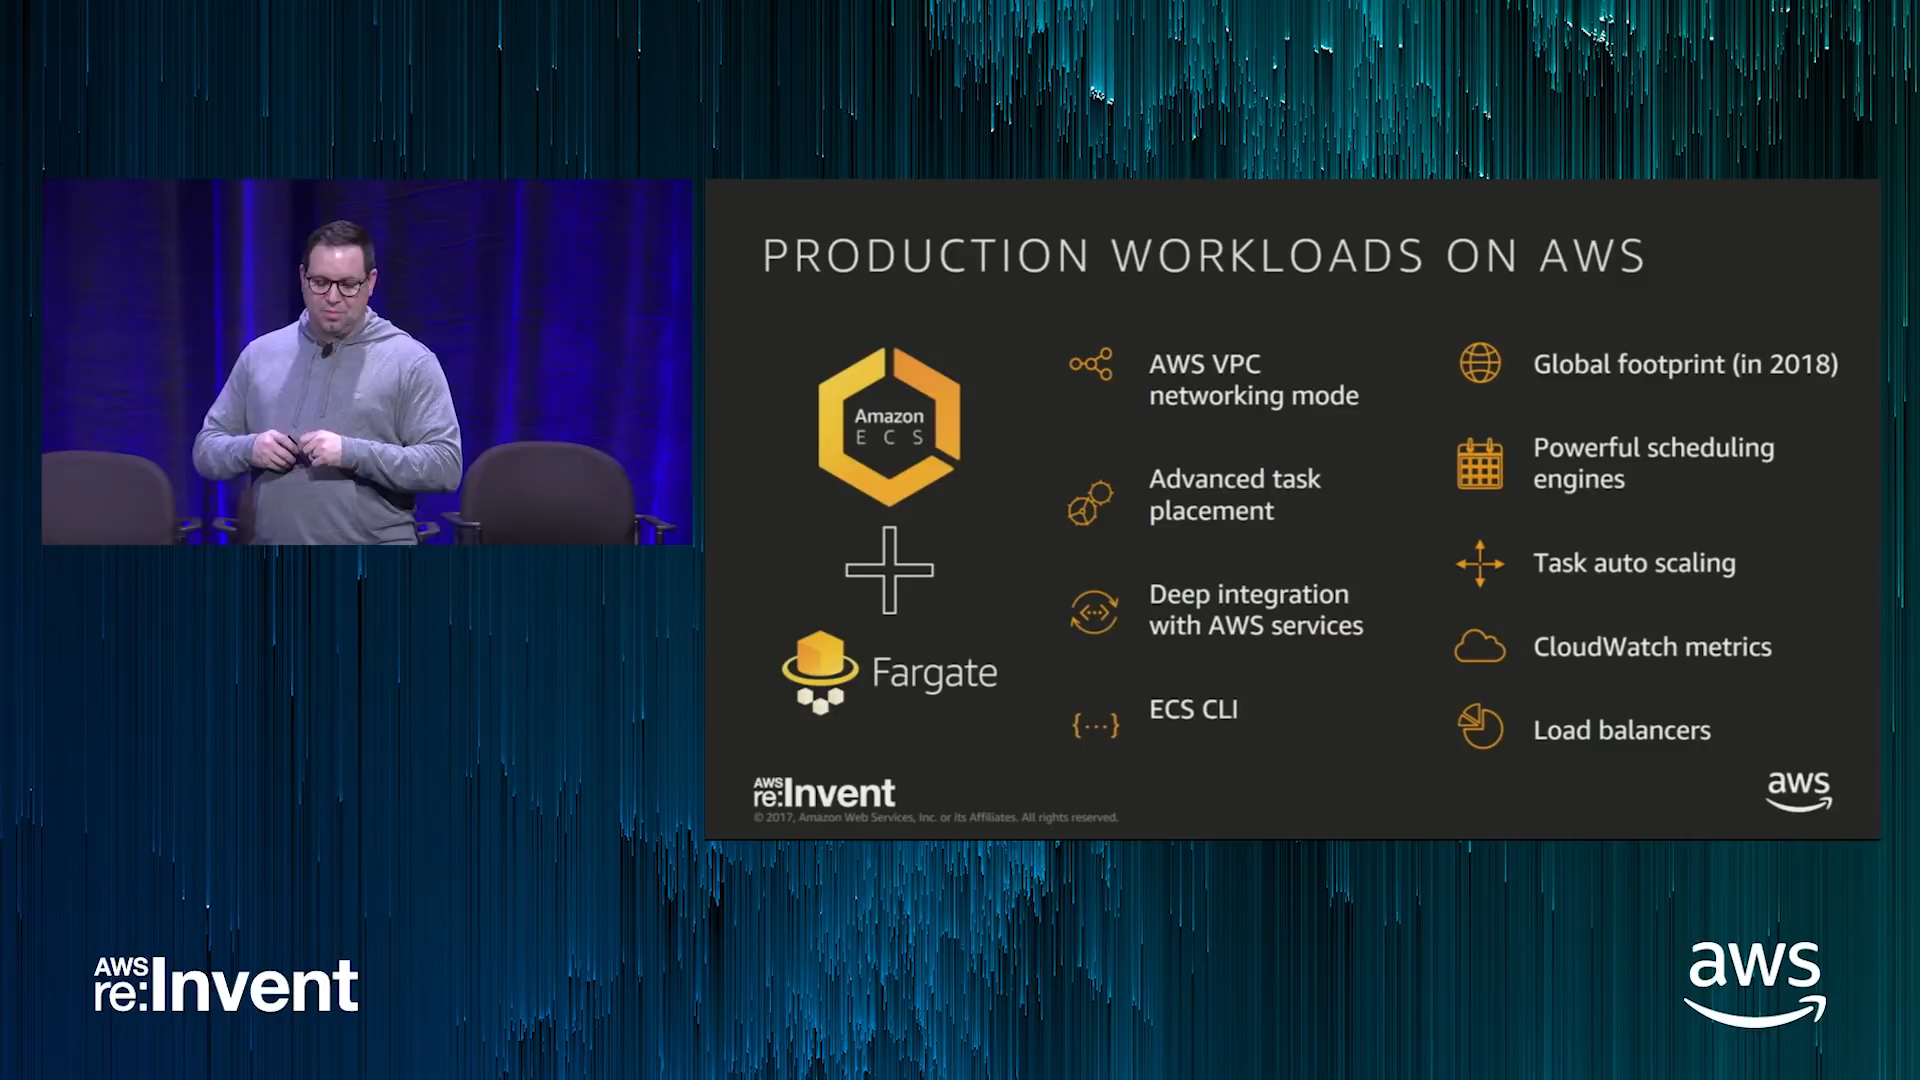 PRODUCTION WORKLOADS ON AWS
Amazon
ECS
Fargate
AWS VPC
networking mode
Advanced task
placement
Deep integration
with AWS services
{...}
ECS CLI
Global footprint (in 2018)
Powerful scheduling
engines
Task auto scaling
CloudWatch metrics
Load balancers
AWS
re:Invent
© 2017, Amazon Web Services, Inc. or its Affiliates. All rights reserved.
aws
AWS
re:Invent
aws